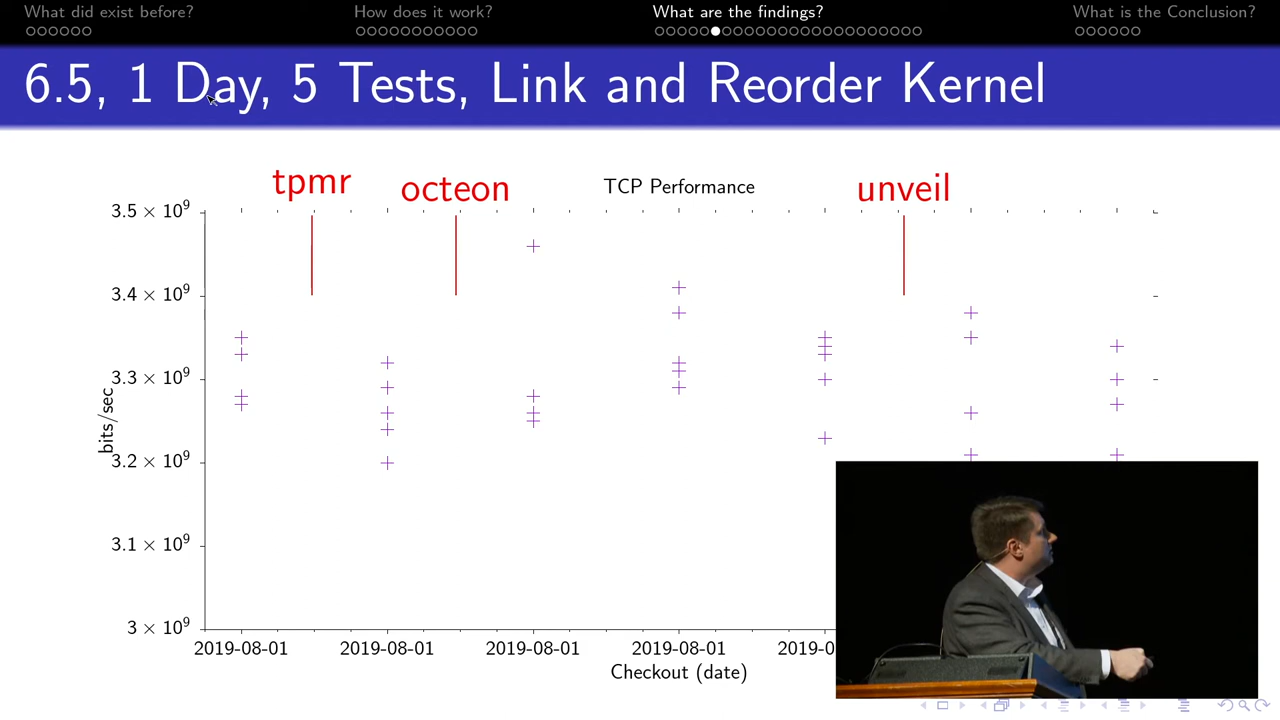 What did exist before?
How does it work?
What are the findings?
What is the Conclusion?
6.5, 1 Day, 5 Tests, Link and Reorder Kernel
tpmr
octeon
TCP Performance
unveil
3.5 × 10⁹
3.4 × 10⁹
3.3 × 10⁹
bits/sec
3.2 × 10⁹
3.1 × 10⁹
3 × 10⁹
2019-08-01
2019-08-01
2019-08-01
2019-08-01
2019-0
Checkout (date)